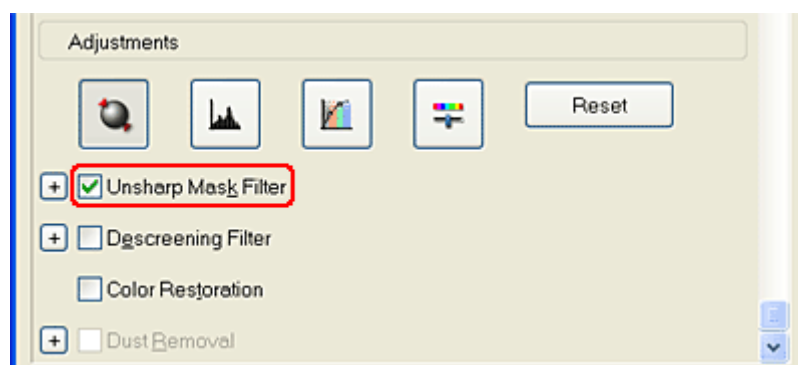 Adjustments
Reset
Unsharp Mask Filter
Descreening Filter
Color Restoration
Dust Removal